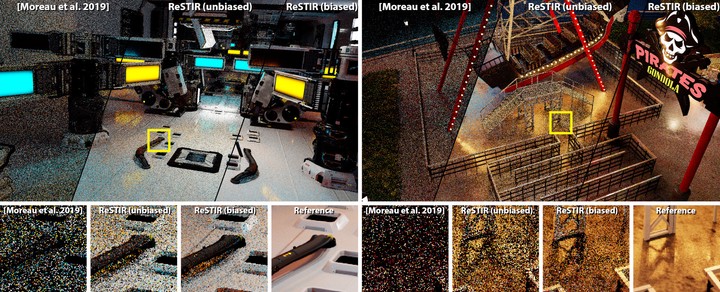 [Moreau et al. 2019] ReSTIR (unbiased) ReSTIR (biased)
[Moreau et al. 2019] ReSTIR (unbiased) ReSTIR (biased)
PIRATES
GONDOLA
[Moreau et al. 2019] ReSTIR (unbiased) ReSTIR (biased) Reference
[Moreau et al. 2019] ReSTIR (unbiased) ReSTIR (biased) Reference